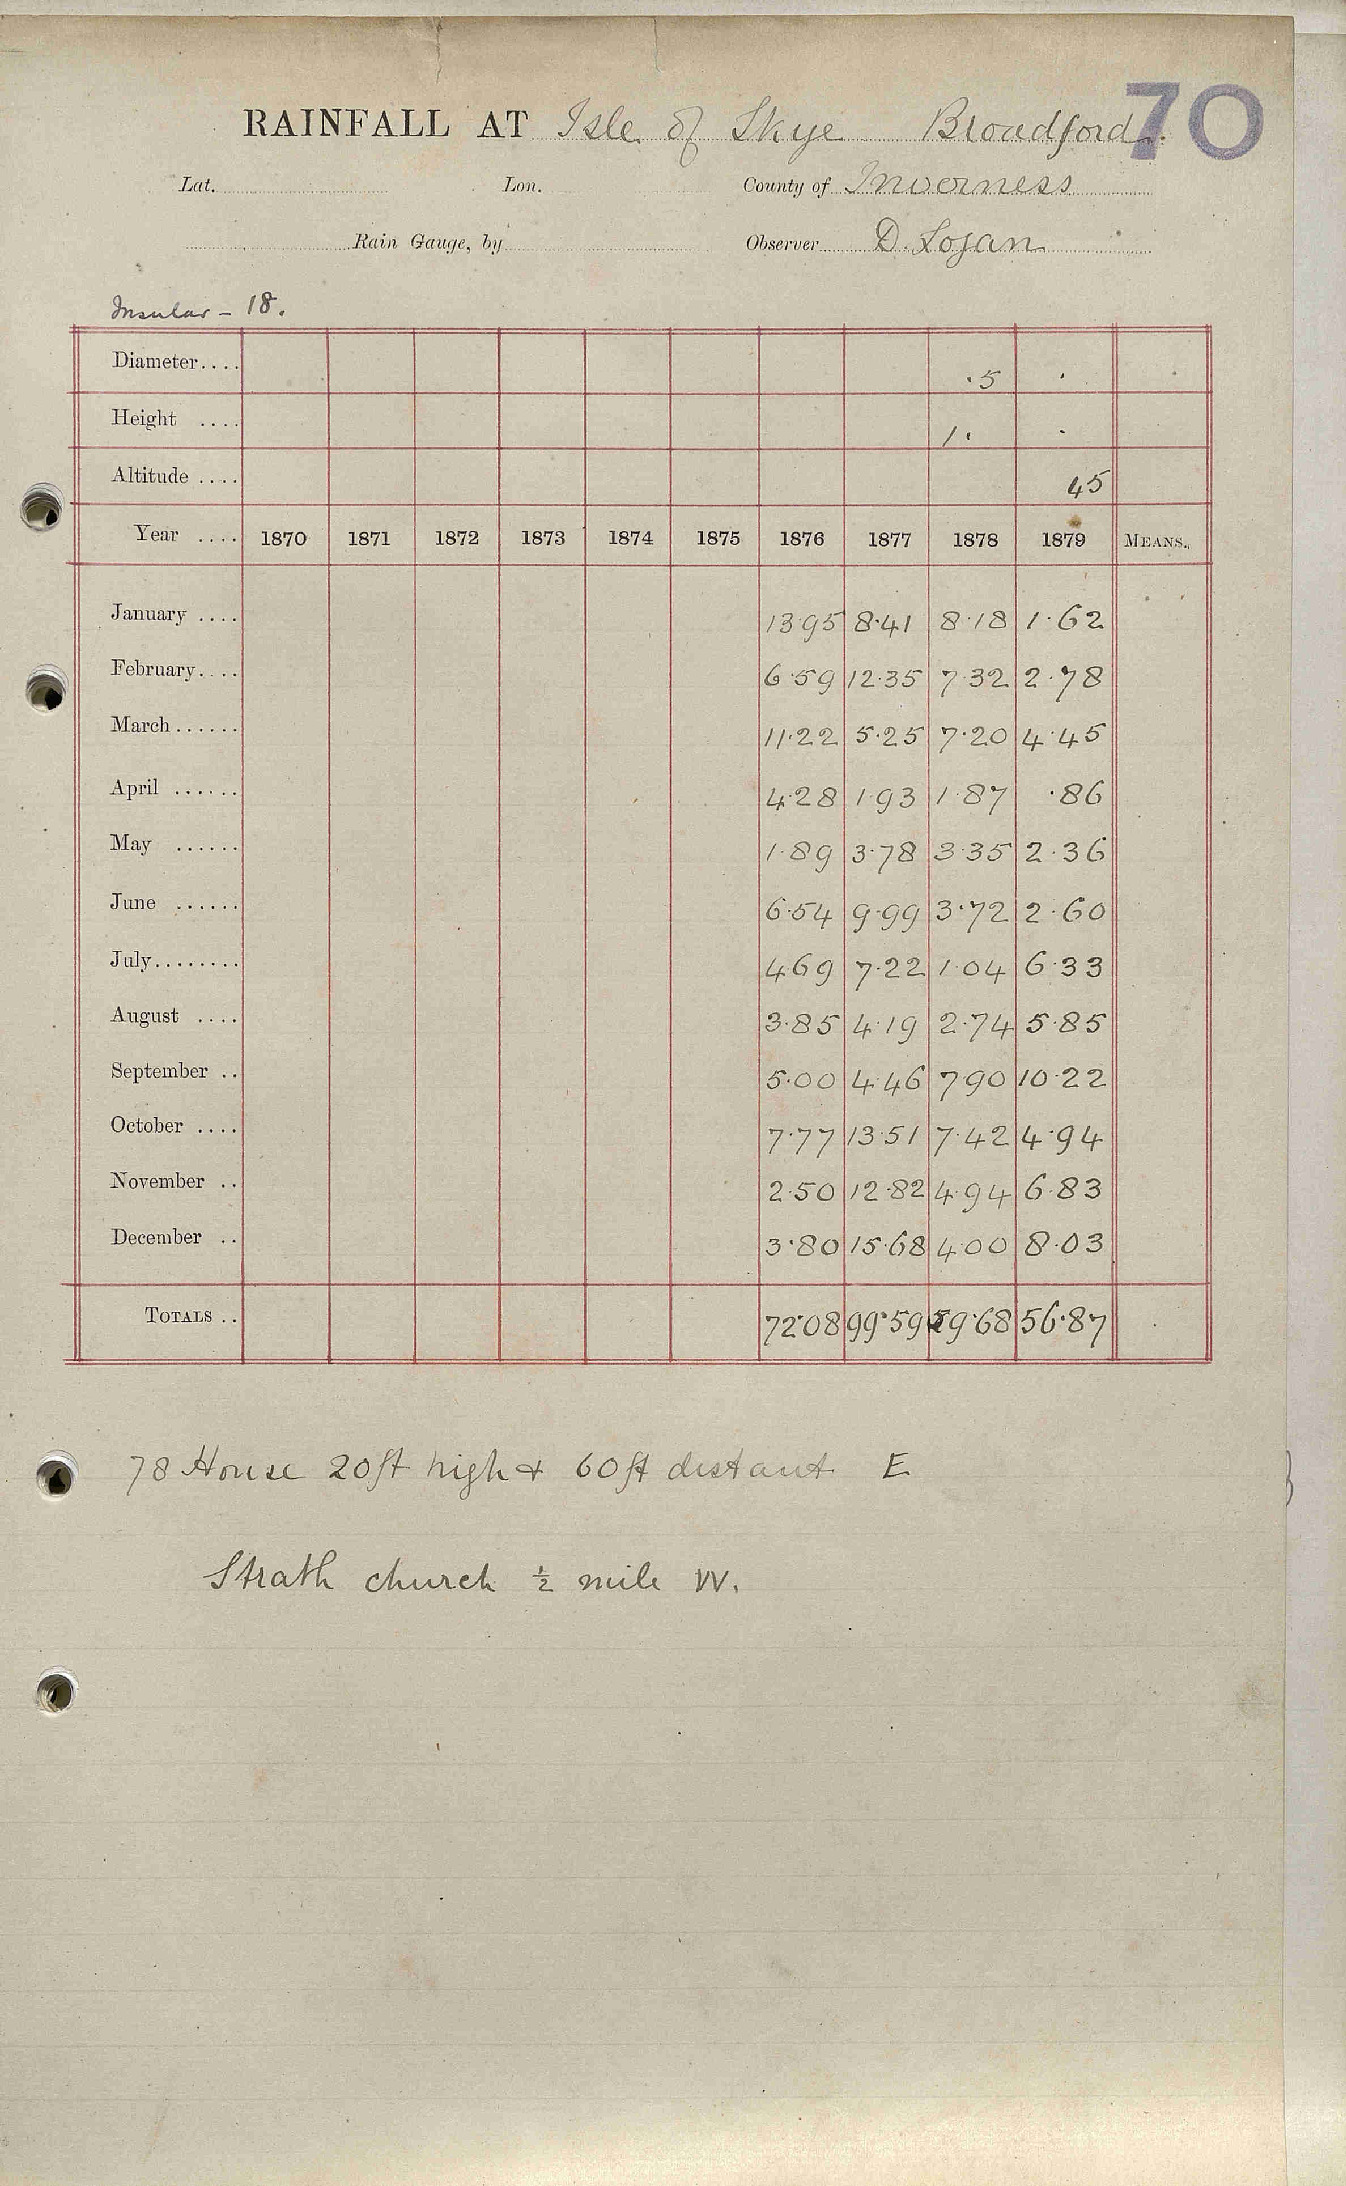 70
RAINFALL AT Isle of Skye Broadford.
Lat. Lon. County of Inverness
Rain Gauge, by Observer D. Logan
Insular - 18.
Diameter.... ·5 ·
Height .... 1· ·
Altitude .... 45
Year .... 1870 1871 1872 1873 1874 1875 1876 1877 1878 1879 MEANS.
January .... 13 95 8·41 8·18 1·62
February.... 6·59 12·35 7·32 2·78
March...... 11·22 5·25 7·20 4·45
April ...... 4·28 1·93 1·87 ·86
May ...... 1·89 3·78 3·35 2·36
June ...... 6·54 9·99 3·72 2·60
July........ 4·69 7·22 1·04 6·33
August .... 3·85 4·19 2·74 5·85
September .. 5·00 4·46 7·90 10·22
October .... 7·77 13·51 7·42 4·94
November .. 2·50 12·82 4·94 6·83
December .. 3·80 15·68 4·00 8·03
TOTALS .. 72·08 99·59 59·68 56·87
78 House 20ft high & 60ft distant E
Strath church ½ mile W.